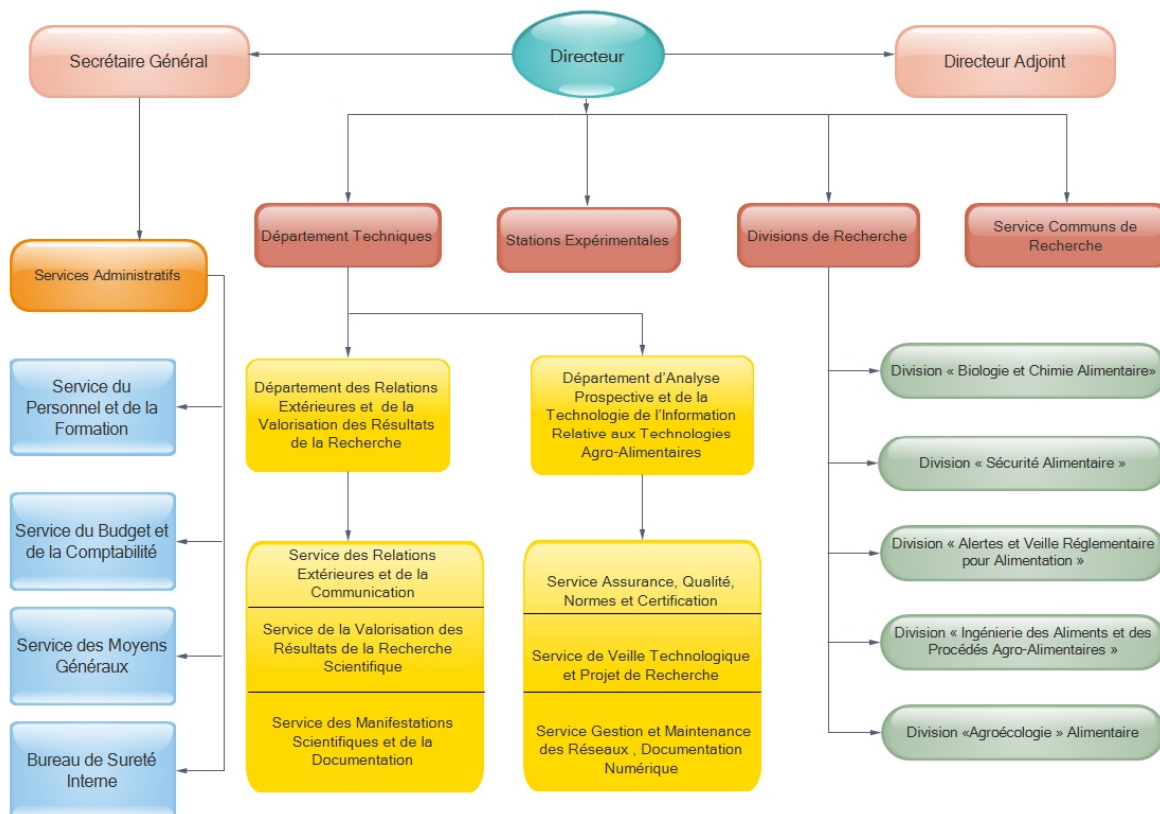 Directeur
Secrétaire Général
Directeur Adjoint
Département Techniques
Stations Expérimentales
Divisions de Recherche
Service Communs de
Recherche
Services Administratifs
Service du
Personnel et de la
Formation
Service du Budget et
de la Comptabilité
Service des Moyens
Généraux
Bureau de Sureté
Interne
Département des Relations
Extérieures et de la
Valorisation des Résultats
de la Recherche
Service des Relations
Extérieures et de la
Communication
Service de la Valorisation des
Résultats de la Recherche
Scientifique
Service des Manifestations
Scientifiques et de la
Documentation
Département d'Analyse
Prospective et de la
Technologie de l'Information
Relative aux Technologies
Agro-Alimentaires
Service Assurance, Qualité,
Normes et Certification
Service de Veille Technologique
et Projet de Recherche
Service Gestion et Maintenance
des Réseaux , Documentation
Numérique
Division « Biologie et Chimie Alimentaire»
Division « Sécurité Alimentaire »
Division « Alertes et Veille Réglementaire
pour Alimentation »
Division « Ingénierie des Aliments et des
Procédés Agro-Alimentaires »
Division «Agroécologie » Alimentaire